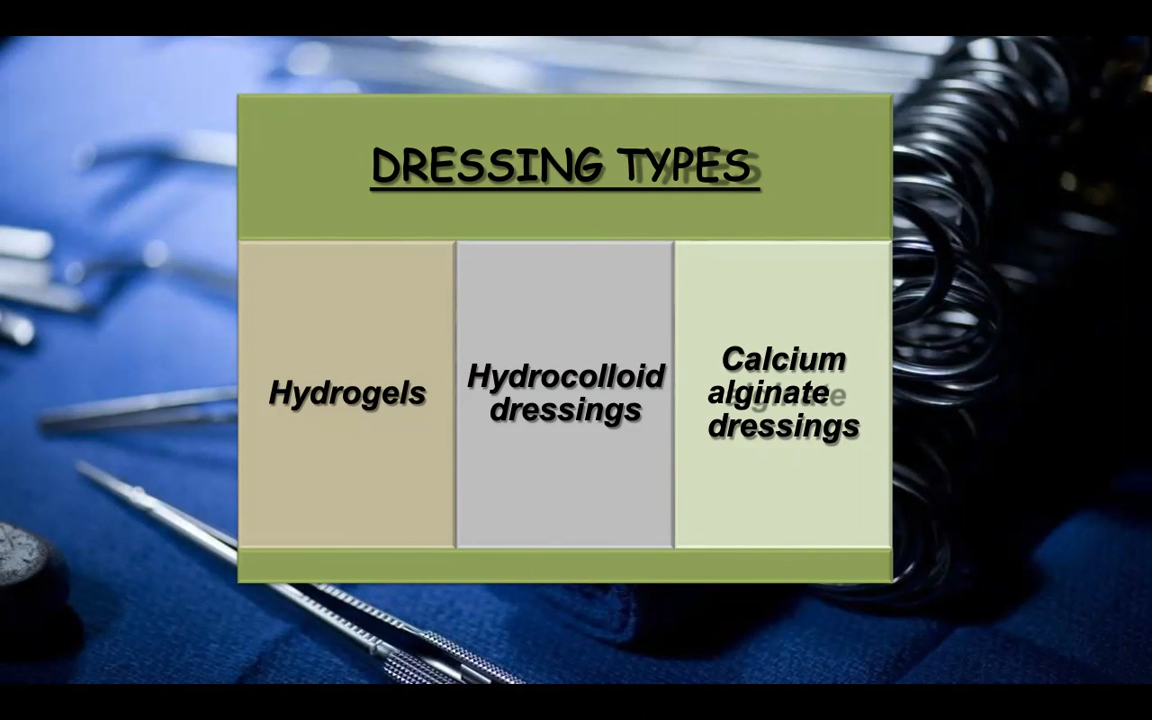 DRESSING TYPES
Hydrogels
Hydrocolloid
dressings
Calcium
alginate
dressings